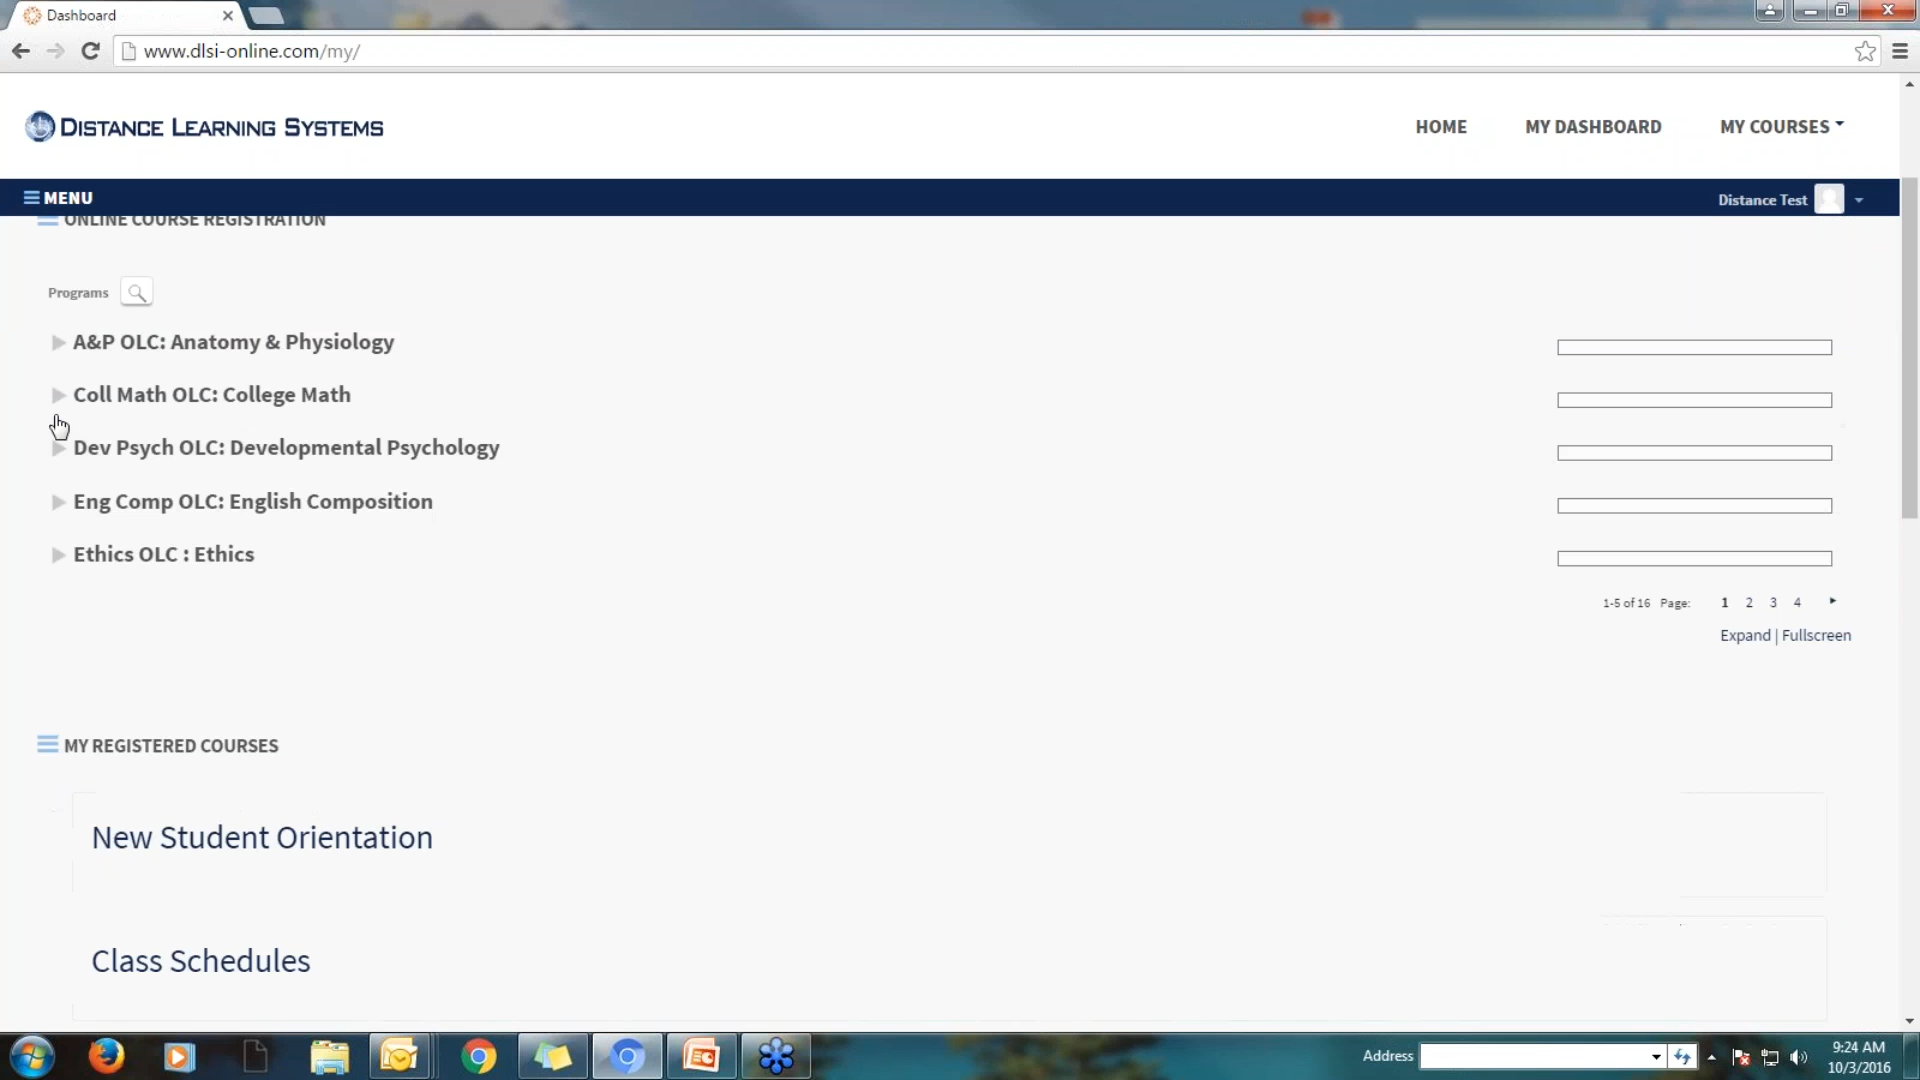 Dashboard
www.dlsi-online.com/my/
DISTANCE LEARNING SYSTEMS
HOME MY DASHBOARD MY COURSES
MENU
Distance Test
ONLINE COURSE REGISTRATION
Programs
A&P OLC: Anatomy & Physiology
Coll Math OLC: College Math
Dev Psych OLC: Developmental Psychology
Eng Comp OLC: English Composition
Ethics OLC : Ethics
1-5 of 16 Page: 1 2 3 4
Expand | Fullscreen
MY REGISTERED COURSES
New Student Orientation
Class Schedules
Address
9:24 AM
10/3/2016